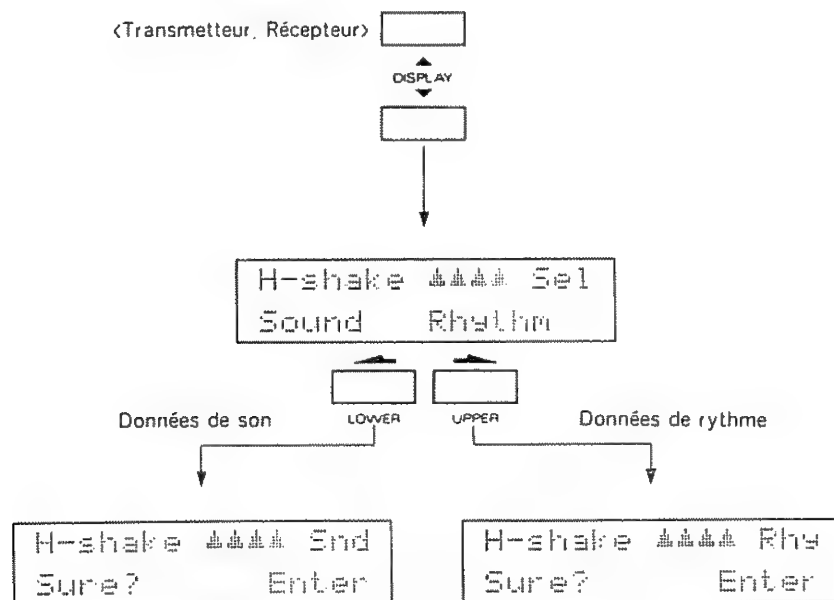 <Transmetteur, Récepteur>
DISPLAY
H-shake Sel
Sound Rhythm
LOWER UPPER
Données de son Données de rythme
H-shake Snd
Sure? Enter
H-shake Rhy
Sure? Enter